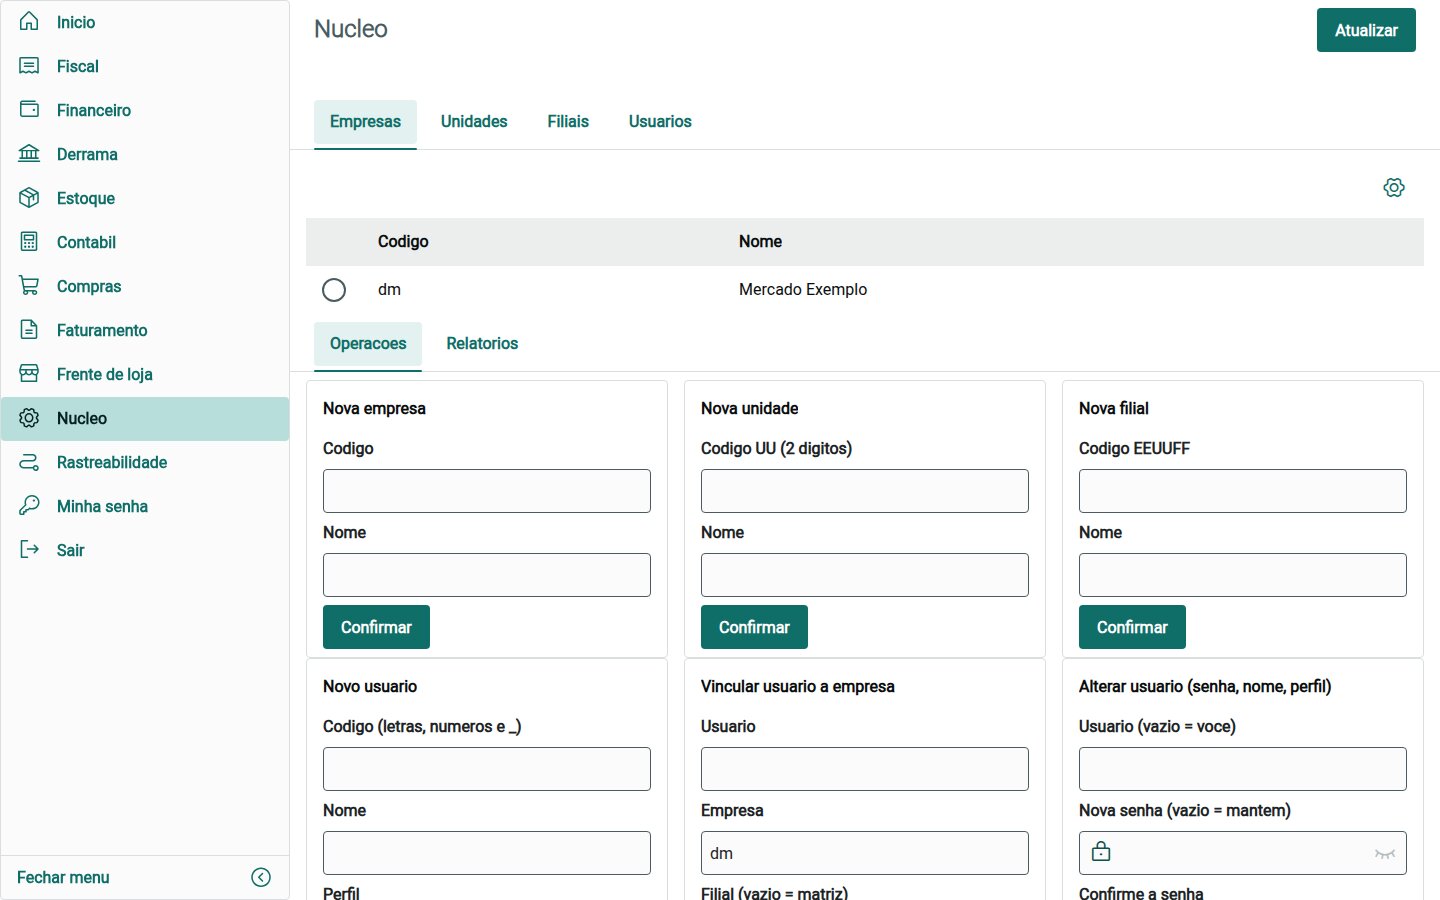 Inicio
Fiscal
Financeiro
Derrama
Estoque
Contabil
Compras
Faturamento
Frente de loja
Nucleo
Rastreabilidade
Minha senha
Sair
Fechar menu
Nucleo
Atualizar
Empresas Unidades Filiais Usuarios
Codigo Nome
dm Mercado Exemplo
Operacoes Relatorios
Nova empresa
Codigo
Nome
Confirmar
Nova unidade
Codigo UU (2 digitos)
Nome
Confirmar
Nova filial
Codigo EEUUFF
Nome
Confirmar
Novo usuario
Codigo (letras, numeros e _)
Nome
Perfil
Vincular usuario a empresa
Usuario
Empresa
dm
Filial (vazio = matriz)
Alterar usuario (senha, nome, perfil)
Usuario (vazio = voce)
Nova senha (vazio = mantem)
Confirme a senha